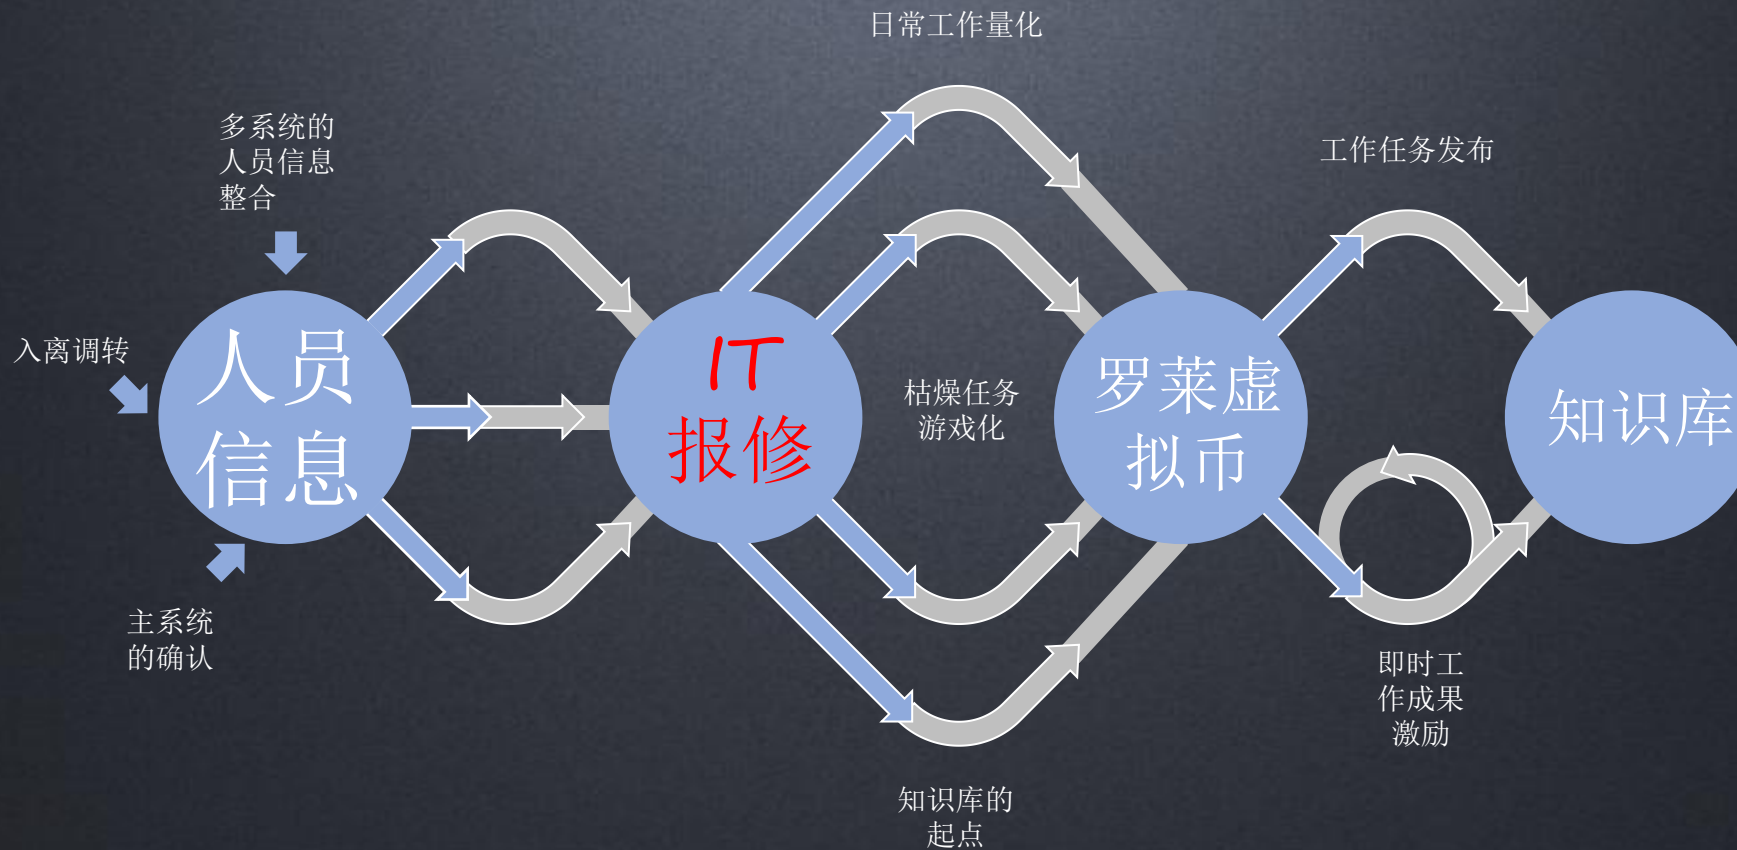 日常工作量化
多系统的
人员信息
整合
工作任务发布
入离调转
人员
信息
IT
报修
枯燥任务
游戏化
罗莱虚
拟币
知识库
主系统
的确认
即时工
作成果
激励
知识库的
起点